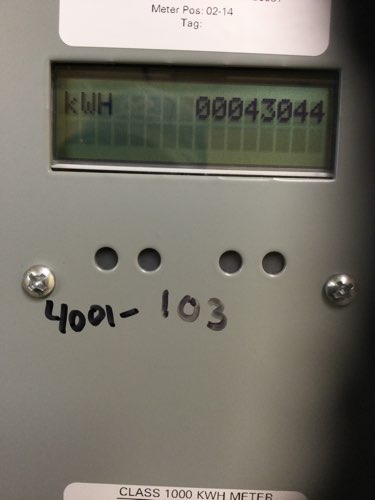 Meter Pos: 02-14
Tag:
kWH 00043044
4001-103
CLASS 1000 KWH METER